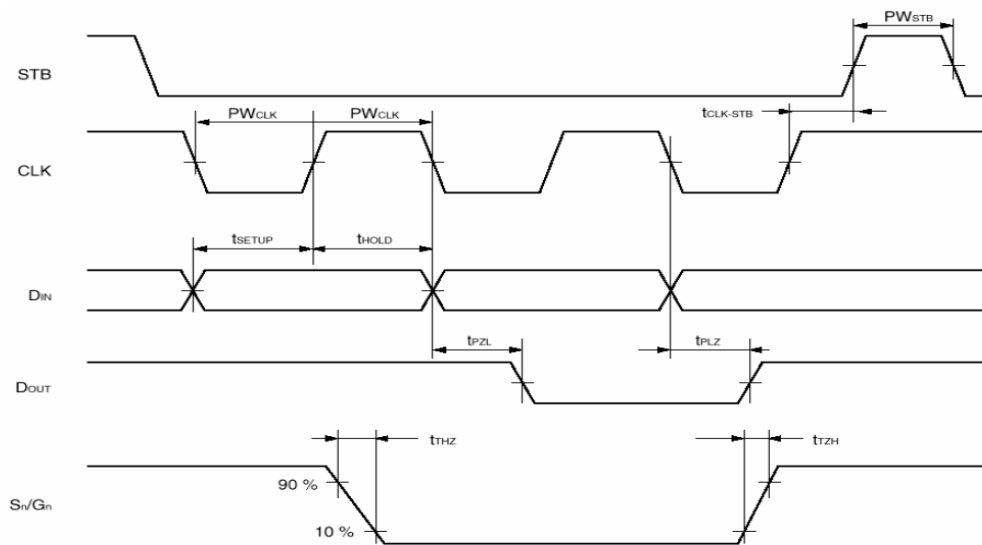 PWSTB
STB
tCLK-STB
PWCLK PWCLK
CLK
tSETUP tHOLD
DIN
tPZL tPLZ
DOUT
tTHZ tTZH
90 %
Sn/Gn
10 %